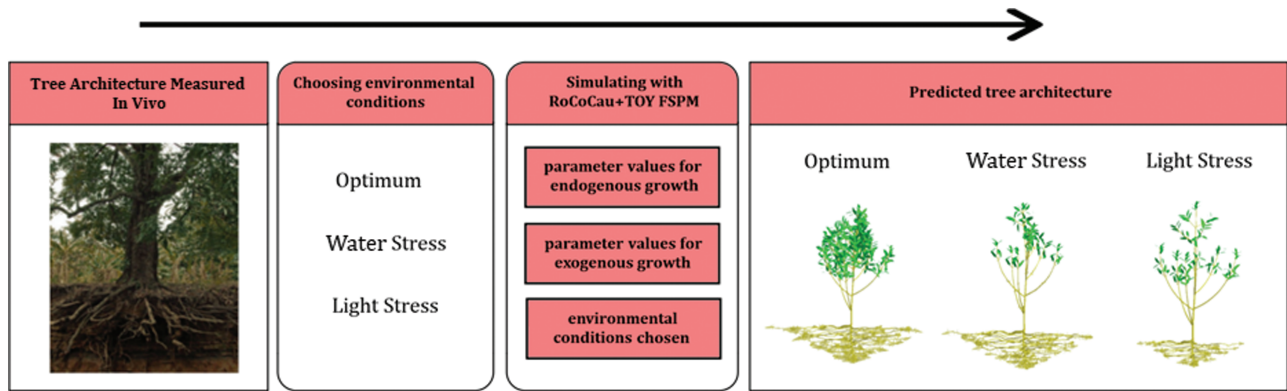 Tree Architecture Measured
In Vivo
Choosing environmental
conditions
Optimum
Water Stress
Light Stress
Simulating with
RoCoCau+TOY FSPM
parameter values for
endogenous growth
parameter values for
exogenous growth
environmental
conditions chosen
Predicted tree architecture
Optimum
Water Stress
Light Stress